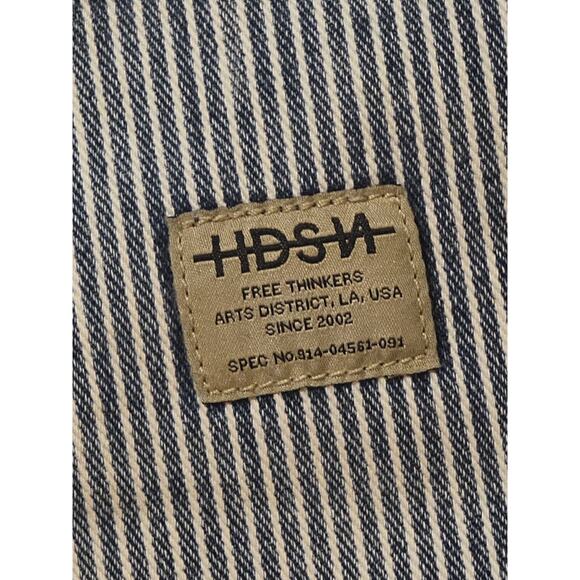 HDSN
FREE THINKERS
ARTS DISTRICT, LA, USA
SINCE 2002
SPEC No.914-04561-091